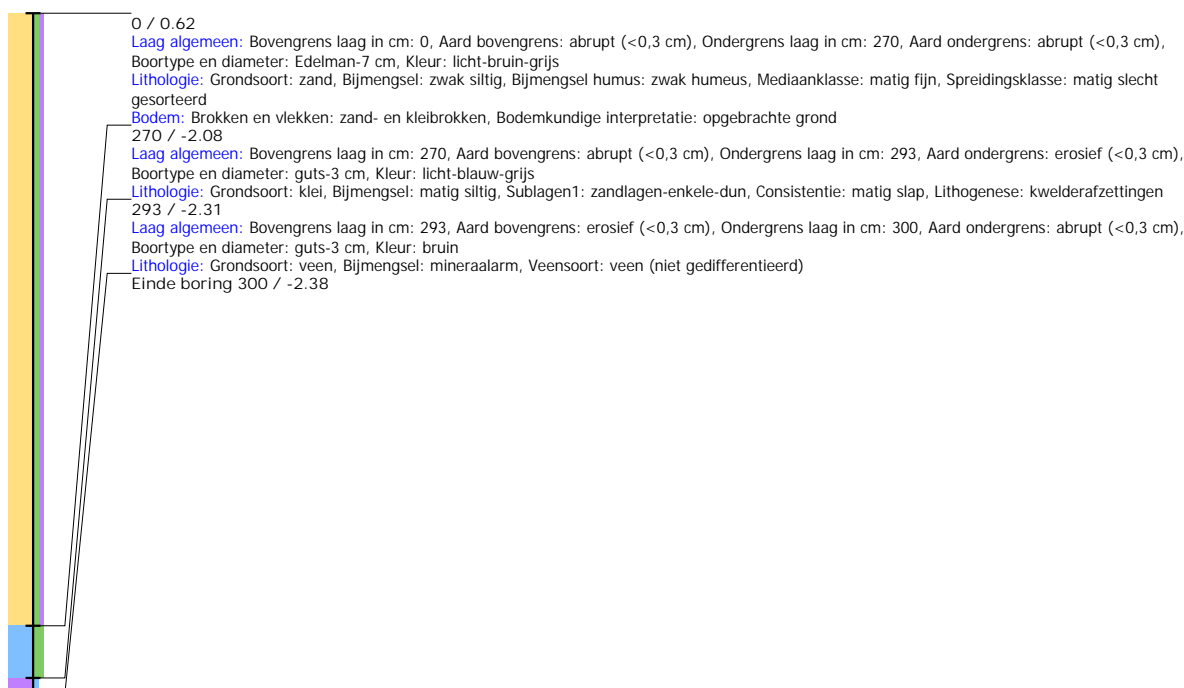 0 / 0.62
Laag algemeen: Bovengrens laag in cm: 0, Aard bovengrens: abrupt (<0,3 cm), Ondergrens laag in cm: 270, Aard ondergrens: abrupt (<0,3 cm),
Boortype en diameter: Edelman-7 cm, Kleur: licht-bruin-grijs
Lithologie: Grondsoort: zand, Bijmengsel: zwak siltig, Bijmengsel humus: zwak humeus, Mediaanklasse: matig fijn, Spreidingsklasse: matig slecht
gesorteerd
Bodem: Brokken en vlekken: zand- en kleibrokken, Bodemkundige interpretatie: opgebrachte grond
270 / -2.08
Laag algemeen: Bovengrens laag in cm: 270, Aard bovengrens: abrupt (<0,3 cm), Ondergrens laag in cm: 293, Aard ondergrens: erosief (<0,3 cm),
Boortype en diameter: guts-3 cm, Kleur: licht-blauw-grijs
Lithologie: Grondsoort: klei, Bijmengsel: matig siltig, Sublagen1: zandlagen-enkele-dun, Consistentie: matig slap, Lithogenese: kwelderafzettingen
293 / -2.31
Laag algemeen: Bovengrens laag in cm: 293, Aard bovengrens: erosief (<0,3 cm), Ondergrens laag in cm: 300, Aard ondergrens: abrupt (<0,3 cm),
Boortype en diameter: guts-3 cm, Kleur: bruin
Lithologie: Grondsoort: veen, Bijmengsel: mineraalarm, Veensoort: veen (niet gedifferentieerd)
Einde boring 300 / -2.38